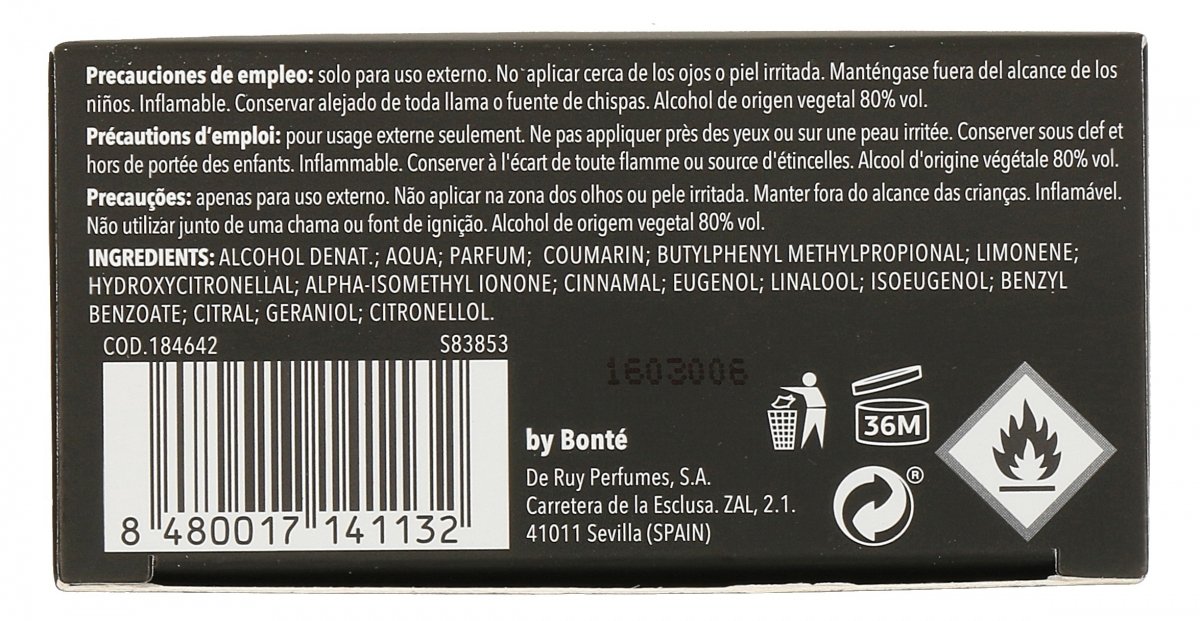 Precauciones de empleo: solo para uso externo. No aplicar cerca de los ojos o piel irritada. Manténgase fuera del alcance de los
niños. Inflamable. Conservar alejado de toda llama o fuente de chispas. Alcohol de origen vegetal 80% vol.
Précautions d'emploi: pour usage externe seulement. Ne pas appliquer près des yeux ou sur une peau irritée. Conserver sous clef et
hors de portée des enfants. Inflammable. Conserver à l'écart de toute flamme ou source d'étincelles. Alcool d'origine végétale 80% vol.
Precauções: apenas para uso externo. Não aplicar na zona dos olhos ou pele irritada. Manter fora do alcance das crianças. Inflamável.
Não utilizar junto de uma chama ou font de ignição. Alcohol de origem vegetal 80% vol.
INGREDIENTS: ALCOHOL DENAT.; AQUA; PARFUM; COUMARIN; BUTYLPHENYL METHYLPROPIONAL; LIMONENE;
HYDROXYCITRONELLAL; ALPHA-ISOMETHYL IONONE; CINNAMAL; EUGENOL; LINALOOL; ISOEUGENOL; BENZYL
BENZOATE; CITRAL; GERANIOL; CITRONELLOL.
COD.184642 S83853
1603006
36M
by Bonté
De Ruy Perfumes, S.A.
Carretera de la Esclusa. ZAL, 2.1.
41011 Sevilla (SPAIN)
®
8 480017 141132